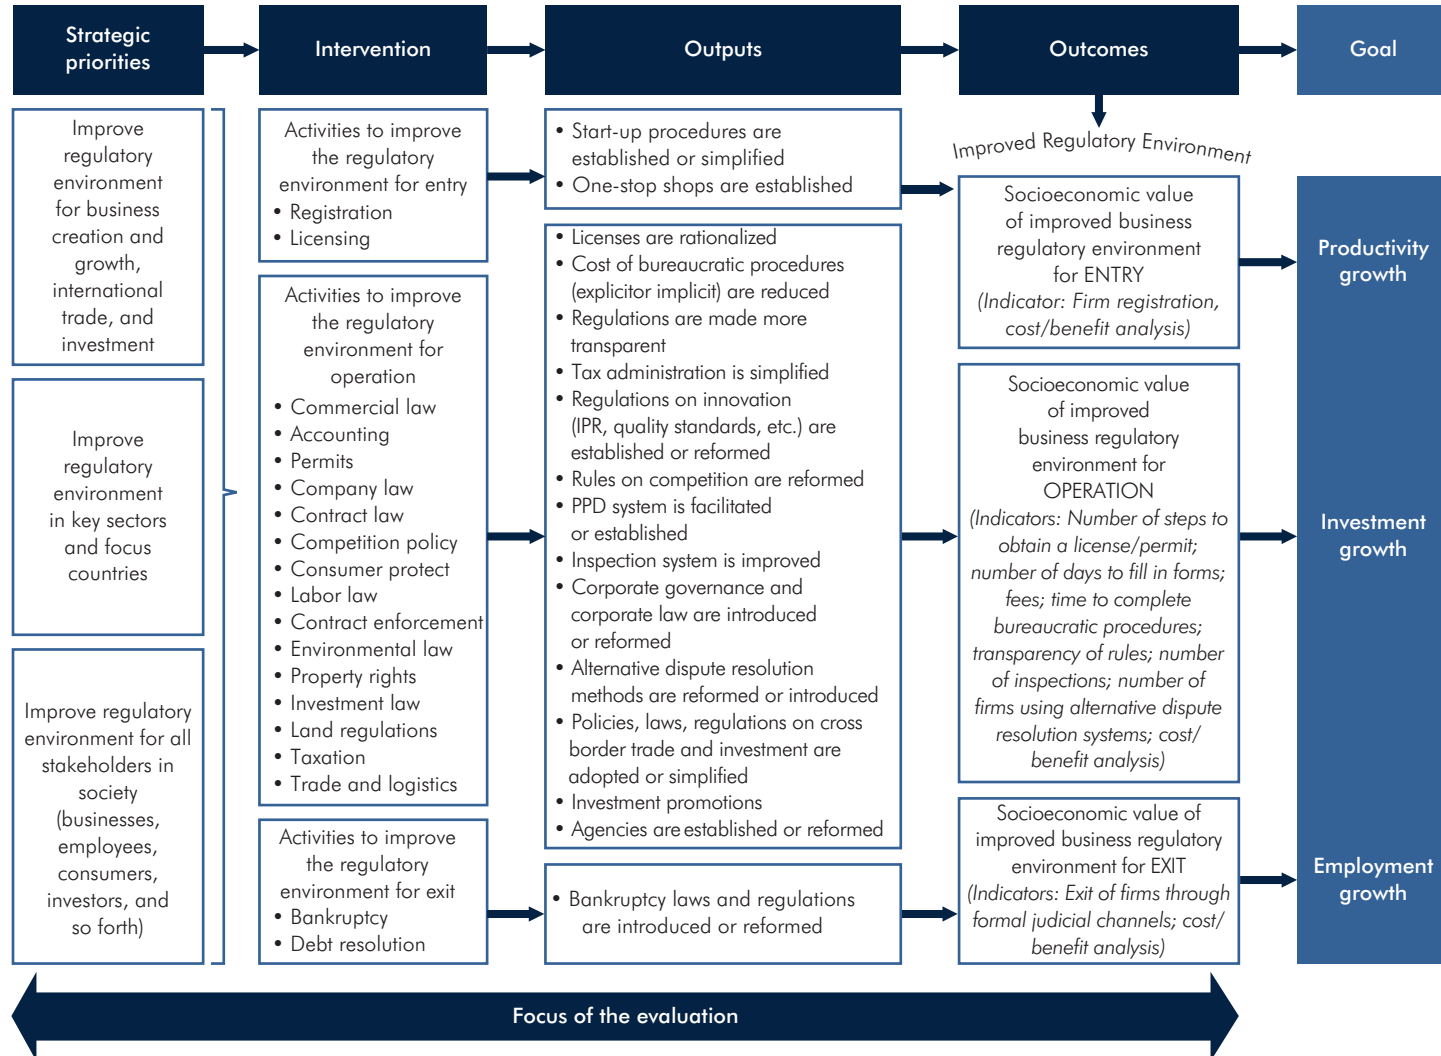 Strategic
priorities
Intervention
Outputs
Outcomes
Goal
Improve
regulatory
environment
for business
creation and
growth,
international
trade, and
investment
Improve
regulatory
environment
in key sectors
and focus
countries
Improve regulatory
environment for all
stakeholders in
society
(businesses,
employees,
consumers,
investors, and
so forth)
Activities to improve
the regulatory
environment for entry
• Registration
• Licensing
Activities to improve
the regulatory
environment for
operation
• Commercial law
• Accounting
• Permits
• Company law
• Contract law
• Competition policy
• Consumer protect
• Labor law
• Contract enforcement
• Environmental law
• Property rights
• Investment law
• Land regulations
• Taxation
• Trade and logistics
Activities to improve
the regulatory
environment for exit
• Bankruptcy
• Debt resolution
• Start-up procedures are
established or simplified
• One-stop shops are established
• Licenses are rationalized
• Cost of bureaucratic procedures
(explicitor implicit) are reduced
• Regulations are made more
transparent
• Tax administration is simplified
• Regulations on innovation
(IPR, quality standards, etc.) are
established or reformed
• Rules on competition are reformed
• PPD system is facilitated
or established
• Inspection system is improved
• Corporate governance and
corporate law are introduced
or reformed
• Alternative dispute resolution
methods are reformed or introduced
• Policies, laws, regulations on cross
border trade and investment are
adopted or simplified
• Investment promotions
• Agencies are established or reformed
• Bankruptcy laws and regulations
are introduced or reformed
Improved Regulatory Environment
Socioeconomic value
of improved business
regulatory environment
for ENTRY
(Indicator: Firm registration,
cost/benefit analysis)
Socioeconomic value
of improved
business regulatory
environment for
OPERATION
(Indicators: Number of steps to
obtain a license/permit;
number of days to fill in forms;
fees; time to complete
bureaucratic procedures;
transparency of rules; number
of inspections; number of
firms using alternative dispute
resolution systems; cost/
benefit analysis)
Socioeconomic value of
improved business regulatory
environment for EXIT
(Indicators: Exit of firms through
formal judicial channels; cost/
benefit analysis)
Productivity
growth
Investment
growth
Employment
growth
Focus of the evaluation